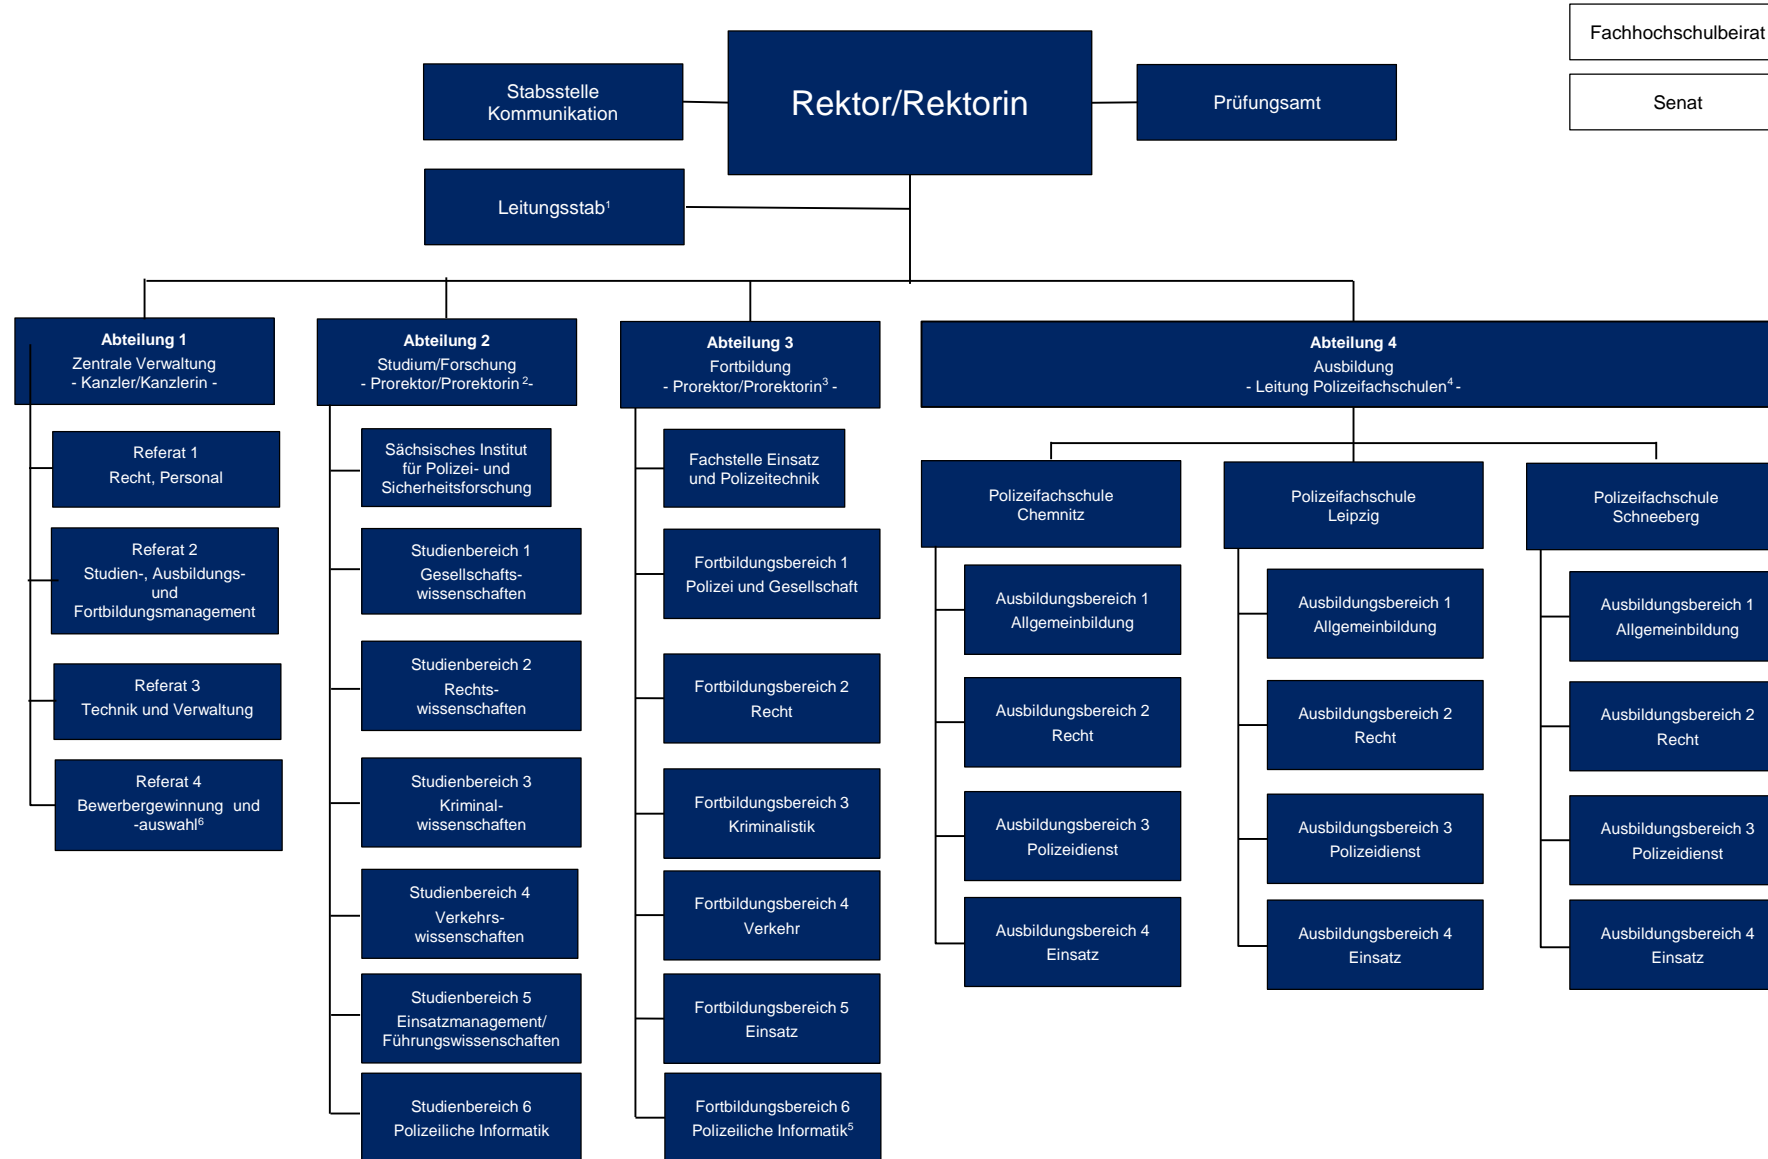 Fachhochschulbeirat
Senat
Rektor/Rektorin
Stabsstelle
Kommunikation
Prüfungsamt
Leitungsstab¹
Abteilung 1
Zentrale Verwaltung
- Kanzler/Kanzlerin -
Referat 1
Recht, Personal
Referat 2
Studien-, Ausbildungs-
und
Fortbildungsmanagement
Referat 3
Technik und Verwaltung
Referat 4
Bewerbergewinnung und
-auswahl⁶
Abteilung 2
Studium/Forschung
- Prorektor/Prorektorin ²-
Sächsisches Institut
für Polizei- und
Sicherheitsforschung
Studienbereich 1
Gesellschafts-
wissenschaften
Studienbereich 2
Rechts-
wissenschaften
Studienbereich 3
Kriminal-
wissenschaften
Studienbereich 4
Verkehrs-
wissenschaften
Studienbereich 5
Einsatzmanagement/
Führungswissenschaften
Studienbereich 6
Polizeiliche Informatik
Abteilung 3
Fortbildung
- Prorektor/Prorektorin³ -
Fachstelle Einsatz
und Polizeitechnik
Fortbildungsbereich 1
Polizei und Gesellschaft
Fortbildungsbereich 2
Recht
Fortbildungsbereich 3
Kriminalistik
Fortbildungsbereich 4
Verkehr
Fortbildungsbereich 5
Einsatz
Fortbildungsbereich 6
Polizeiliche Informatik⁵
Abteilung 4
Ausbildung
- Leitung Polizeifachschulen⁴ -
Polizeifachschule
Chemnitz
Ausbildungsbereich 1
Allgemeinbildung
Ausbildungsbereich 2
Recht
Ausbildungsbereich 3
Polizeidienst
Ausbildungsbereich 4
Einsatz
Polizeifachschule
Leipzig
Ausbildungsbereich 1
Allgemeinbildung
Ausbildungsbereich 2
Recht
Ausbildungsbereich 3
Polizeidienst
Ausbildungsbereich 4
Einsatz
Polizeifachschule
Schneeberg
Ausbildungsbereich 1
Allgemeinbildung
Ausbildungsbereich 2
Recht
Ausbildungsbereich 3
Polizeidienst
Ausbildungsbereich 4
Einsatz